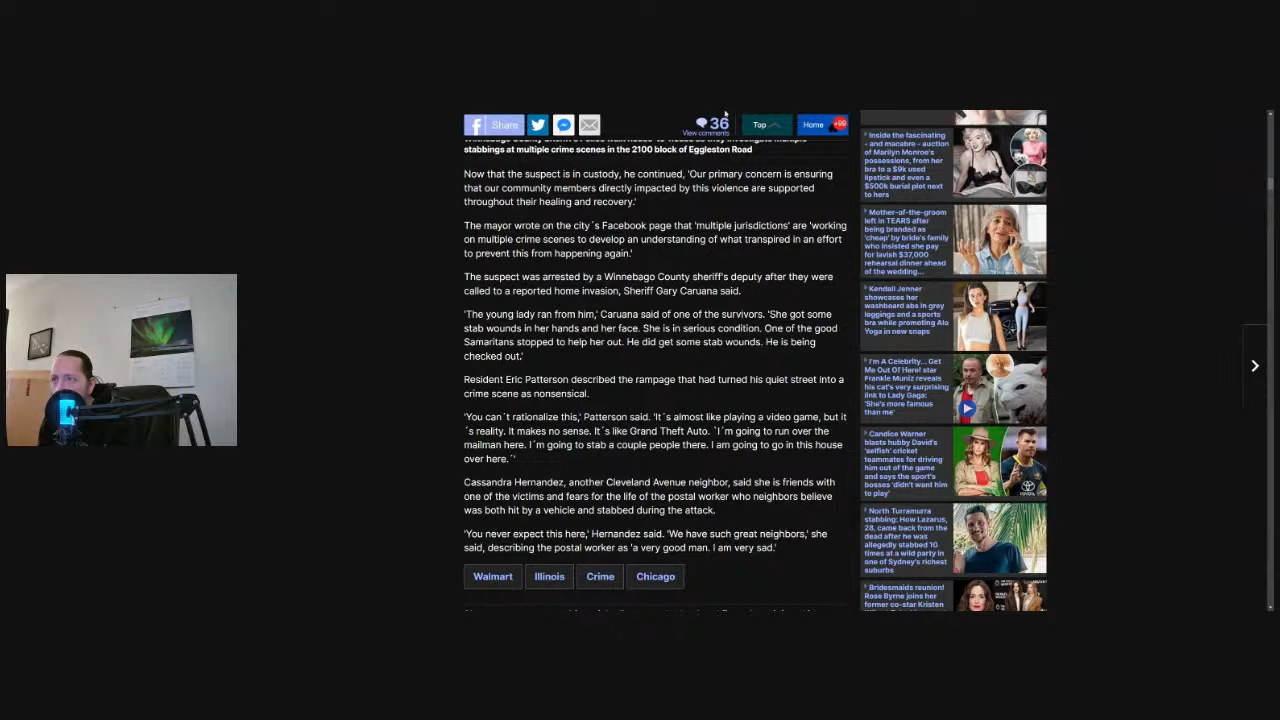 Share
36
View comments
Top
Home
+99
stabbings at multiple crime scenes in the 2100 block of Eggleston Road
Now that the suspect is in custody, he continued, 'Our primary concern is ensuring
that our community members directly impacted by this violence are supported
throughout their healing and recovery.'
The mayor wrote on the city´s Facebook page that 'multiple jurisdictions' are 'working
on multiple crime scenes to develop an understanding of what transpired in an effort
to prevent this from happening again.'
The suspect was arrested by a Winnebago County sheriff's deputy after they were
called to a reported home invasion, Sheriff Gary Caruana said.
'The young lady ran from him,' Caruana said of one of the survivors. 'She got some
stab wounds in her hands and her face. She is in serious condition. One of the good
Samaritans stopped to help her out. He did get some stab wounds. He is being
checked out.'
Resident Eric Patterson described the rampage that had turned his quiet street into a
crime scene as nonsensical.
'You can´t rationalize this,' Patterson said. 'It´s almost like playing a video game, but it
´s reality. It makes no sense. It´s like Grand Theft Auto. `I´m going to run over the
mailman here. I´m going to stab a couple people there. I am going to go in this house
over here.´'
Cassandra Hernandez, another Cleveland Avenue neighbor, said she is friends with
one of the victims and fears for the life of the postal worker who neighbors believe
was both hit by a vehicle and stabbed during the attack.
'You never expect this here,' Hernandez said. 'We have such great neighbors,' she
said, describing the postal worker as 'a very good man. I am very sad.'
Walmart
Illinois
Crime
Chicago
Inside the fascinating
- and macabre - auction
of Marilyn Monroe's
possessions, from her
bra to a $9k used
lipstick and even a
$500k burial plot next
to hers
Mother-of-the-groom
left in TEARS after
being branded as
'cheap' by bride's family
who insisted she pay
for lavish $37,000
rehearsal dinner ahead
of the wedding...
Kendall Jenner
showcases her
washboard abs in grey
leggings and a sports
bra while promoting Alo
Yoga in new snaps
I'm A Celebrity... Get
Me Out Of Here! star
Frankie Muniz reveals
his cat's very surprising
link to Lady Gaga:
'She's more famous
than me'
Candice Warner
blasts hubby David's
'selfish' cricket
teammates for driving
him out of the game
and says the sport's
bosses 'didn't want him
to play'
North Turramurra
stabbing: How Lazarus,
28, came back from the
dead after he was
allegedly stabbed 10
times at a wild party in
one of Sydney's richest
suburbs
Bridesmaids reunion!
Rose Byrne joins her
former co-star Kristen